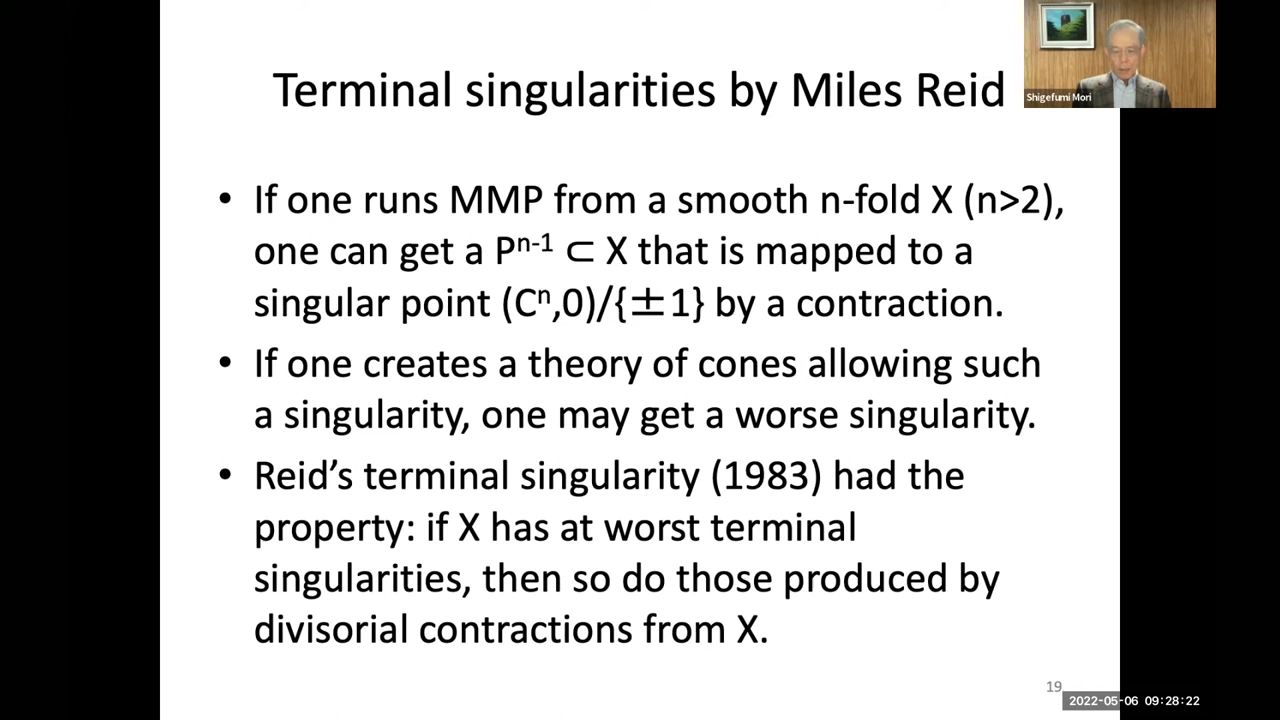 Terminal singularities by Miles Reid
Shigefumi Mori
• If one runs MMP from a smooth n-fold X (n>2),
one can get a Pⁿ⁻¹ ⊂ X that is mapped to a
singular point (Cⁿ,0)/{±1} by a contraction.
• If one creates a theory of cones allowing such
a singularity, one may get a worse singularity.
• Reid’s terminal singularity (1983) had the
property: if X has at worst terminal
singularities, then so do those produced by
divisorial contractions from X.
19
2022-05-06 09:28:22